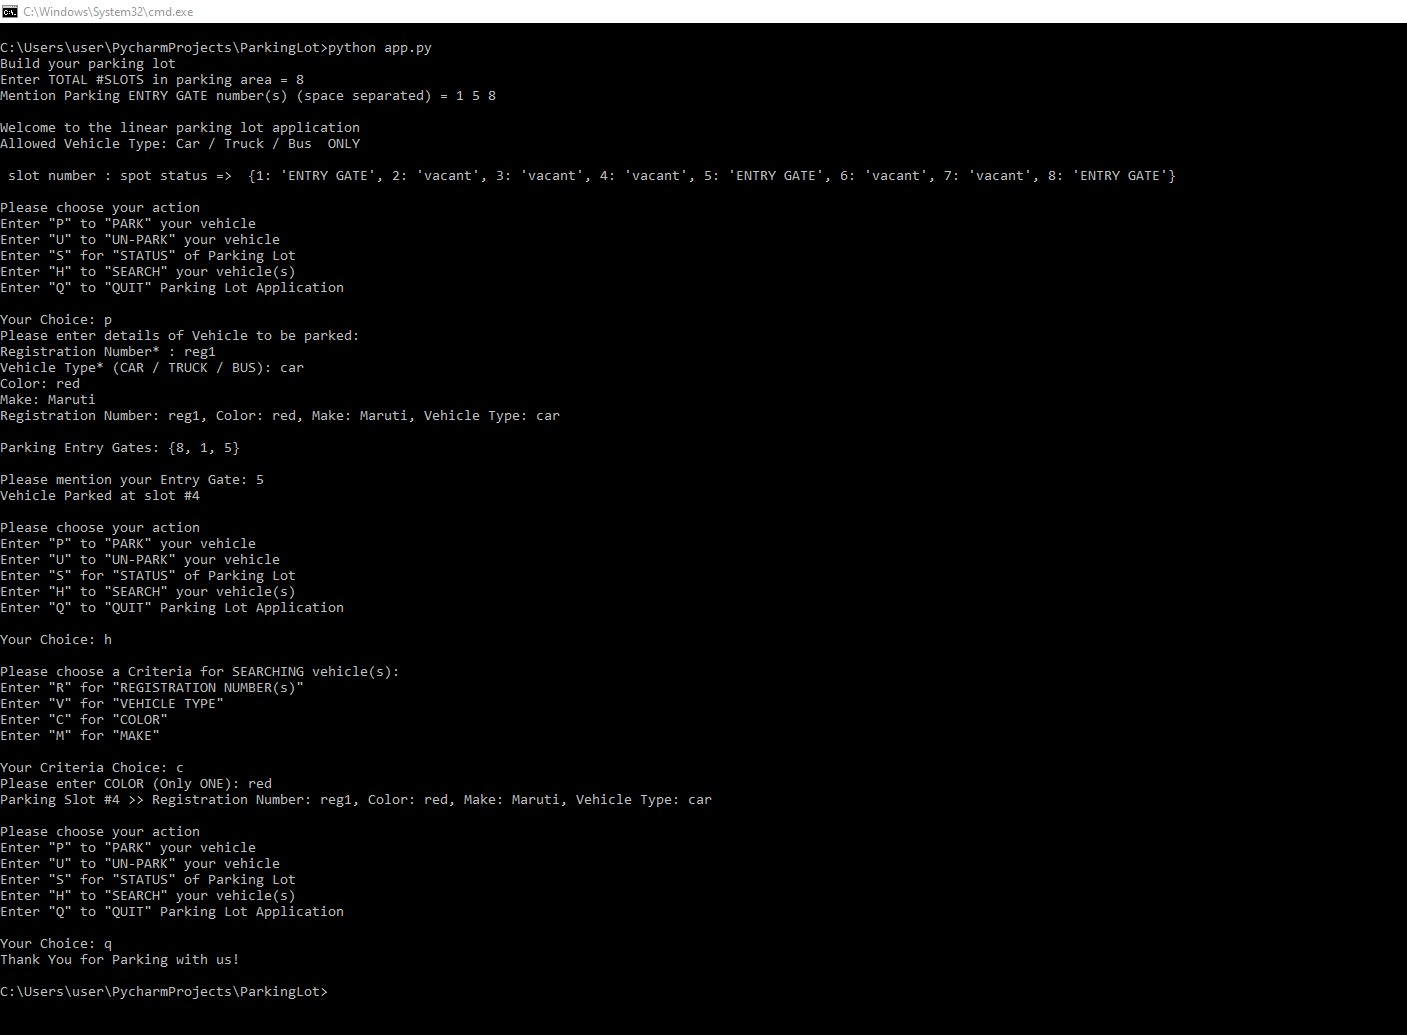 C:\Windows\System32\cmd.exe
C:\Users\user\PycharmProjects\ParkingLot>python app.py
Build your parking lot
Enter TOTAL #SLOTS in parking area = 8
Mention Parking ENTRY GATE number(s) (space separated) = 1 5 8
Welcome to the linear parking lot application
Allowed Vehicle Type: Car / Truck / Bus  ONLY
slot number : spot status =>  {1: 'ENTRY GATE', 2: 'vacant', 3: 'vacant', 4: 'vacant', 5: 'ENTRY GATE', 6: 'vacant', 7: 'vacant', 8: 'ENTRY GATE'}
Please choose your action
Enter "P" to "PARK" your vehicle
Enter "U" to "UN-PARK" your vehicle
Enter "S" for "STATUS" of Parking Lot
Enter "H" to "SEARCH" your vehicle(s)
Enter "Q" to "QUIT" Parking Lot Application
Your Choice: p
Please enter details of Vehicle to be parked:
Registration Number* : reg1
Vehicle Type* (CAR / TRUCK / BUS): car
Color: red
Make: Maruti
Registration Number: reg1, Color: red, Make: Maruti, Vehicle Type: car
Parking Entry Gates: {8, 1, 5}
Please mention your Entry Gate: 5
Vehicle Parked at slot #4
Please choose your action
Enter "P" to "PARK" your vehicle
Enter "U" to "UN-PARK" your vehicle
Enter "S" for "STATUS" of Parking Lot
Enter "H" to "SEARCH" your vehicle(s)
Enter "Q" to "QUIT" Parking Lot Application
Your Choice: h
Please choose a Criteria for SEARCHING vehicle(s):
Enter "R" for "REGISTRATION NUMBER(s)"
Enter "V" for "VEHICLE TYPE"
Enter "C" for "COLOR"
Enter "M" for "MAKE"
Your Criteria Choice: c
Please enter COLOR (Only ONE): red
Parking Slot #4 >> Registration Number: reg1, Color: red, Make: Maruti, Vehicle Type: car
Please choose your action
Enter "P" to "PARK" your vehicle
Enter "U" to "UN-PARK" your vehicle
Enter "S" for "STATUS" of Parking Lot
Enter "H" to "SEARCH" your vehicle(s)
Enter "Q" to "QUIT" Parking Lot Application
Your Choice: q
Thank You for Parking with us!
C:\Users\user\PycharmProjects\ParkingLot>